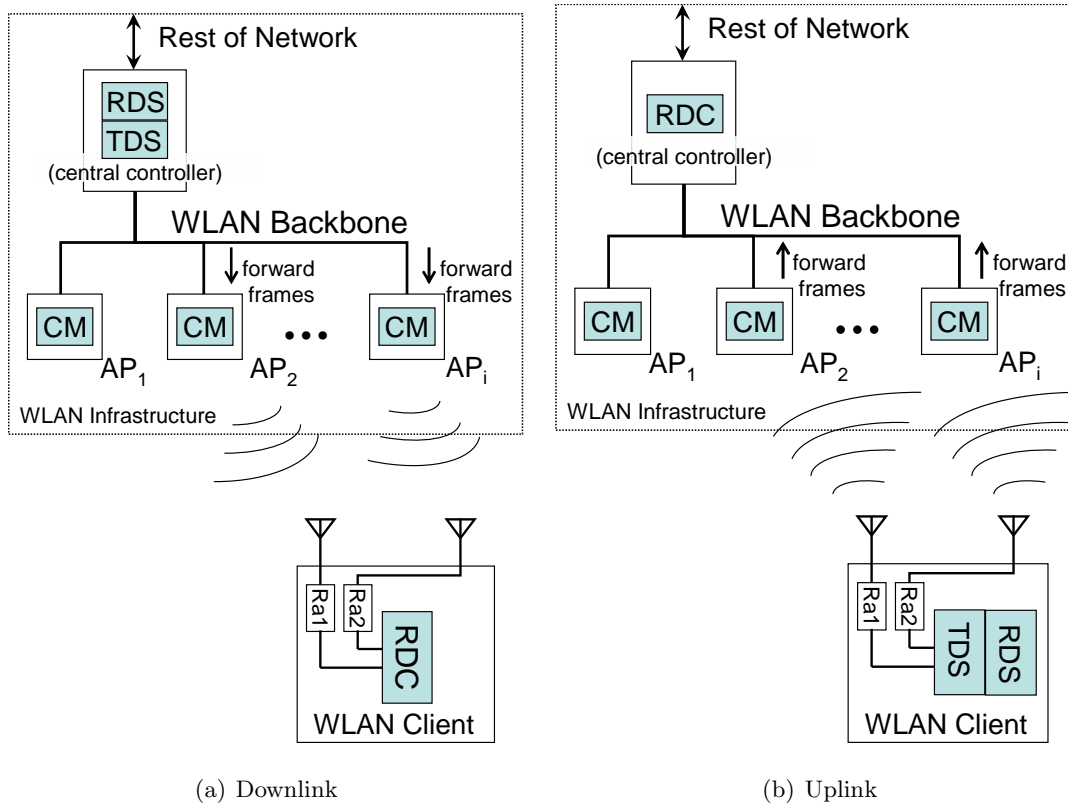 Rest of Network
RDS
TDS
(central controller)
WLAN Backbone
forward
frames
forward
frames
CM
CM
•••
CM
AP1
AP2
APi
WLAN Infrastructure
Ra1
Ra2
RDC
WLAN Client
(a) Downlink
Rest of Network
RDC
(central controller)
WLAN Backbone
forward
frames
forward
frames
CM
CM
•••
CM
AP1
AP2
APi
WLAN Infrastructure
Ra1
Ra2
TDS
RDS
WLAN Client
(b) Uplink